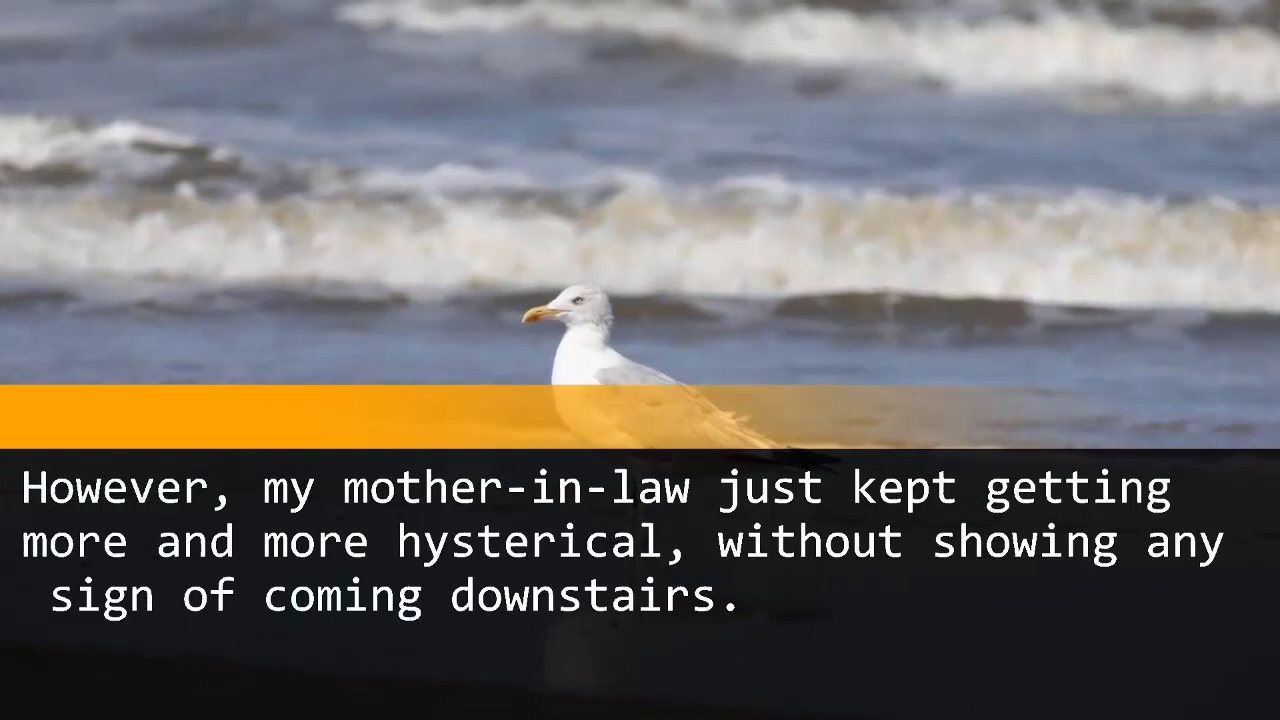 However, my mother-in-law just kept getting
more and more hysterical, without showing any
sign of coming downstairs.